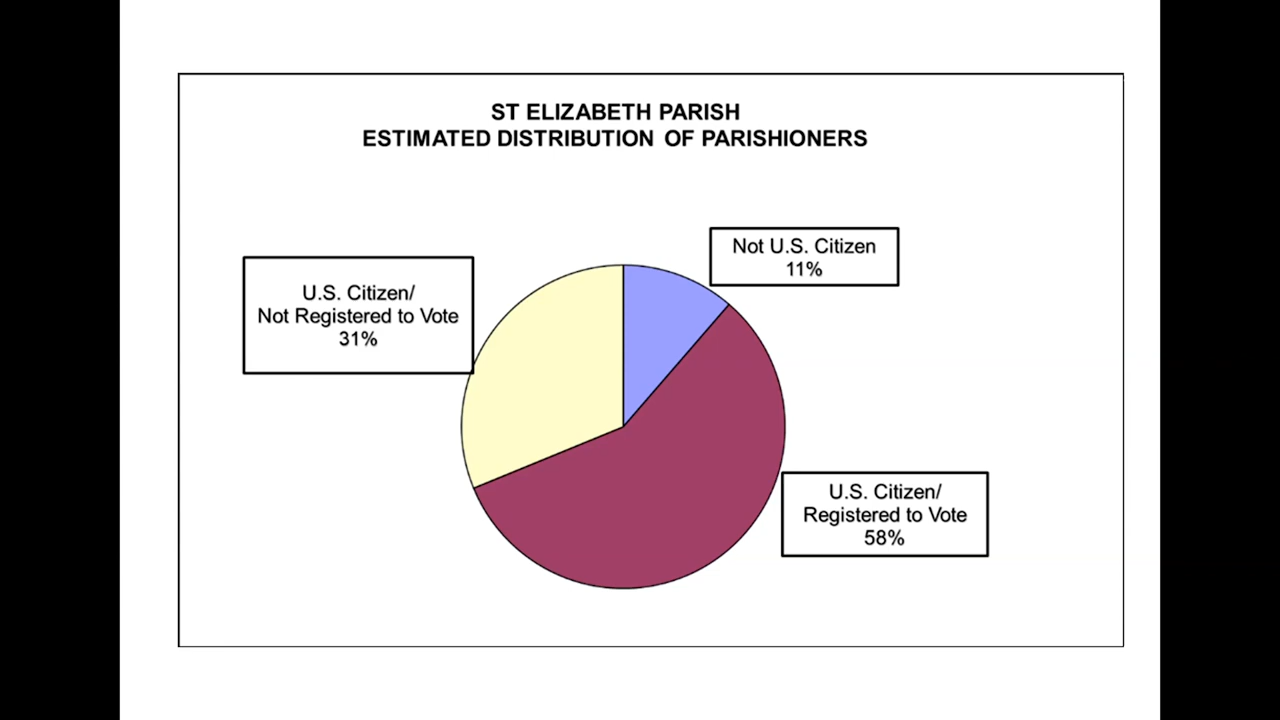 ST ELIZABETH PARISH
ESTIMATED DISTRIBUTION OF PARISHIONERS
Not U.S. Citizen
11%
U.S. Citizen/
Not Registered to Vote
31%
U.S. Citizen/
Registered to Vote
58%